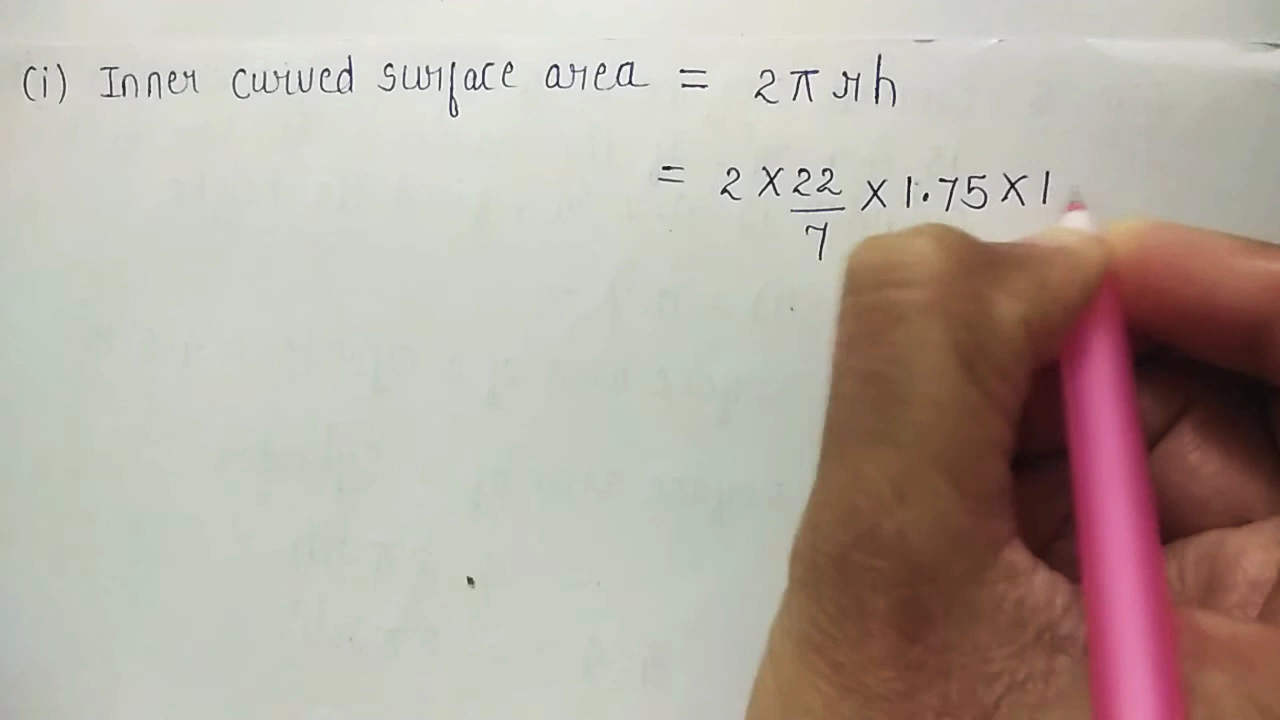 (i) Inner curved surface area = 2πrh
= 2 × 22/7 × 1.75 × 1